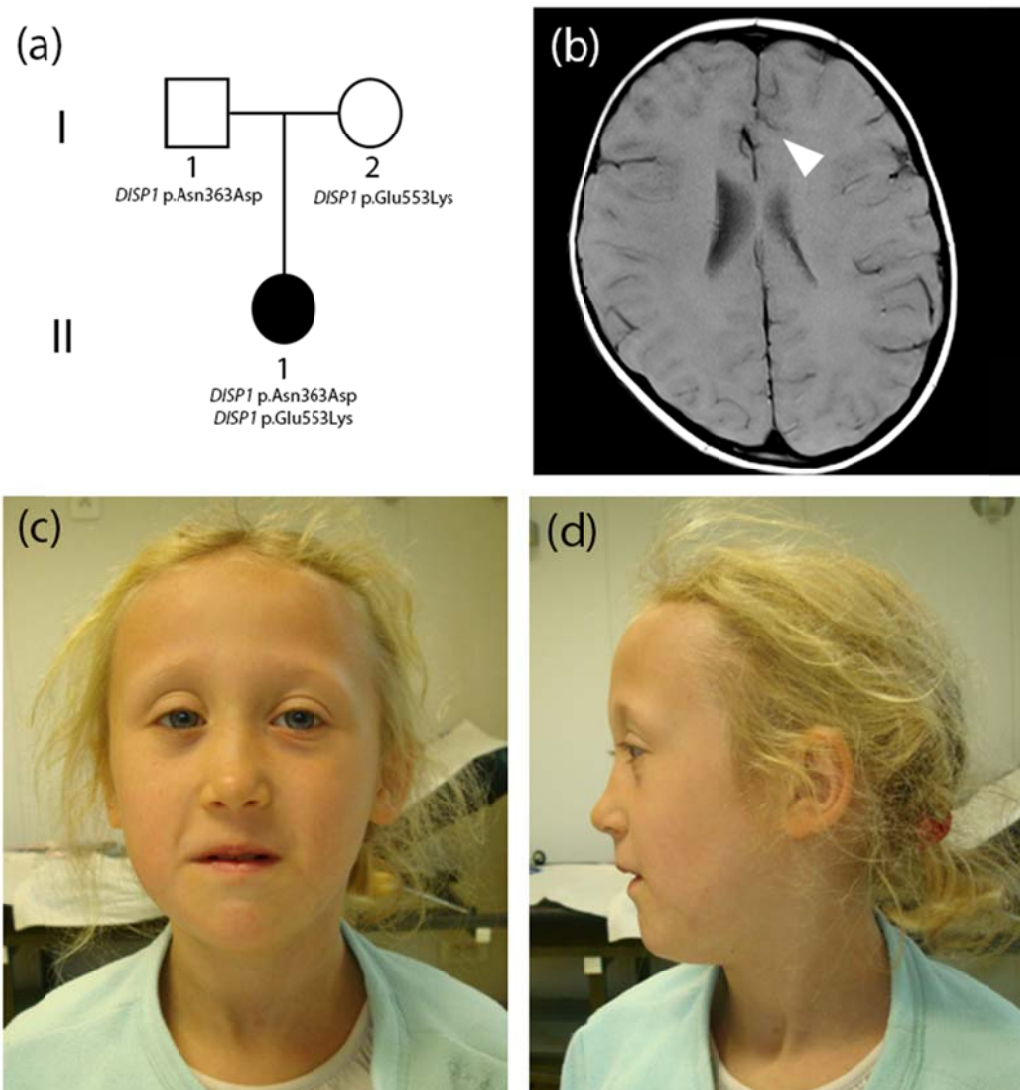 (a)
I
1
DISP1 p.Asn363Asp
2
DISP1 p.Glu553Lys
II
1
DISP1 p.Asn363Asp
DISP1 p.Glu553Lys
(b)
(c)
(d)